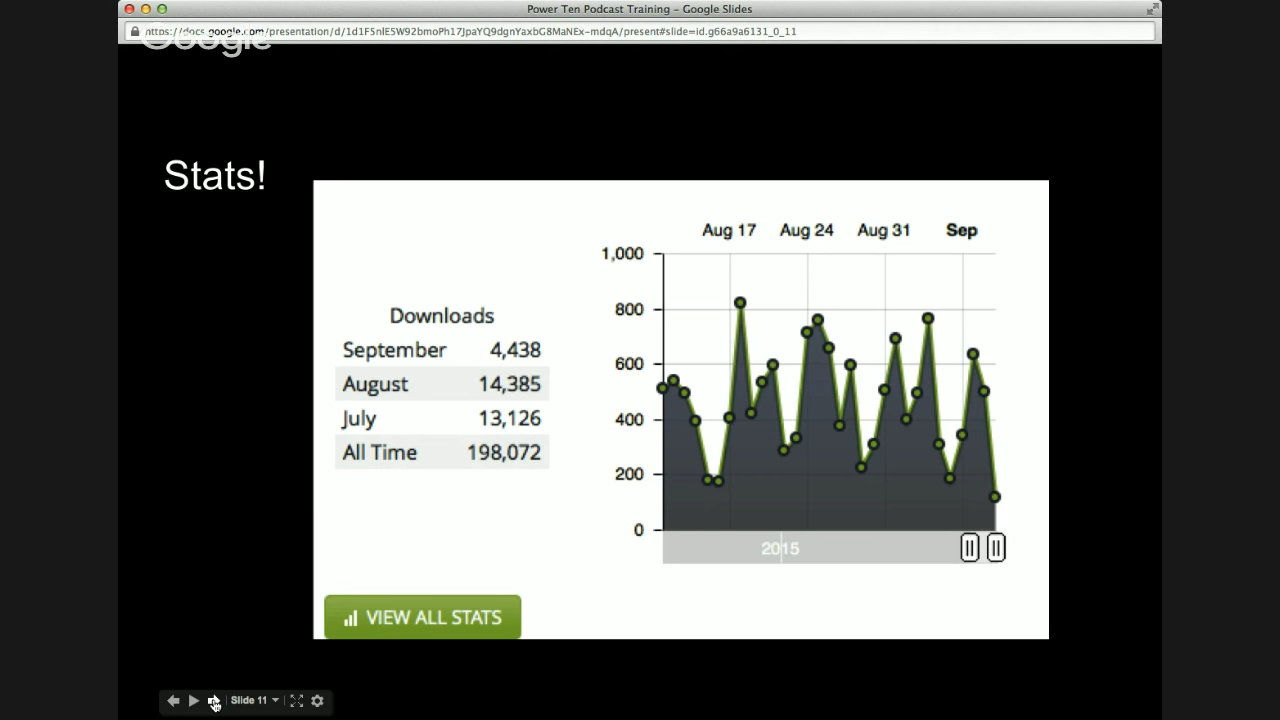 Power Ten Podcast Training – Google Slides
https://docs.google.com/presentation/d/1d1F5nIE5W92bmoPh17JpaYQ9dgnYaxbG8MaNEx-mdqA/present#slide=id.g66a9a6131_0_11
Google
Stats!
Aug 17 Aug 24 Aug 31 Sep
1,000
800
600
400
200
0
2015
Downloads
September 4,438
August 14,385
July 13,126
All Time 198,072
VIEW ALL STATS
Slide 11